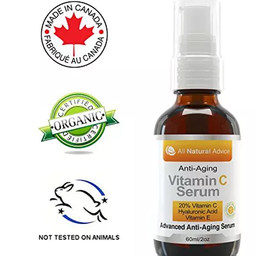 MADE IN CANADA
FABRIQUÉ AU CANADA
CERTIFIED
ORGANIC
CERTIFIED
NOT TESTED ON ANIMALS
All Natural Advice
Anti-Aging
Vitamin C
Serum
20% Vitamin C
Hyaluronic Acid
Vitamin E
Advanced Anti-Aging Serum
60ml/2oz